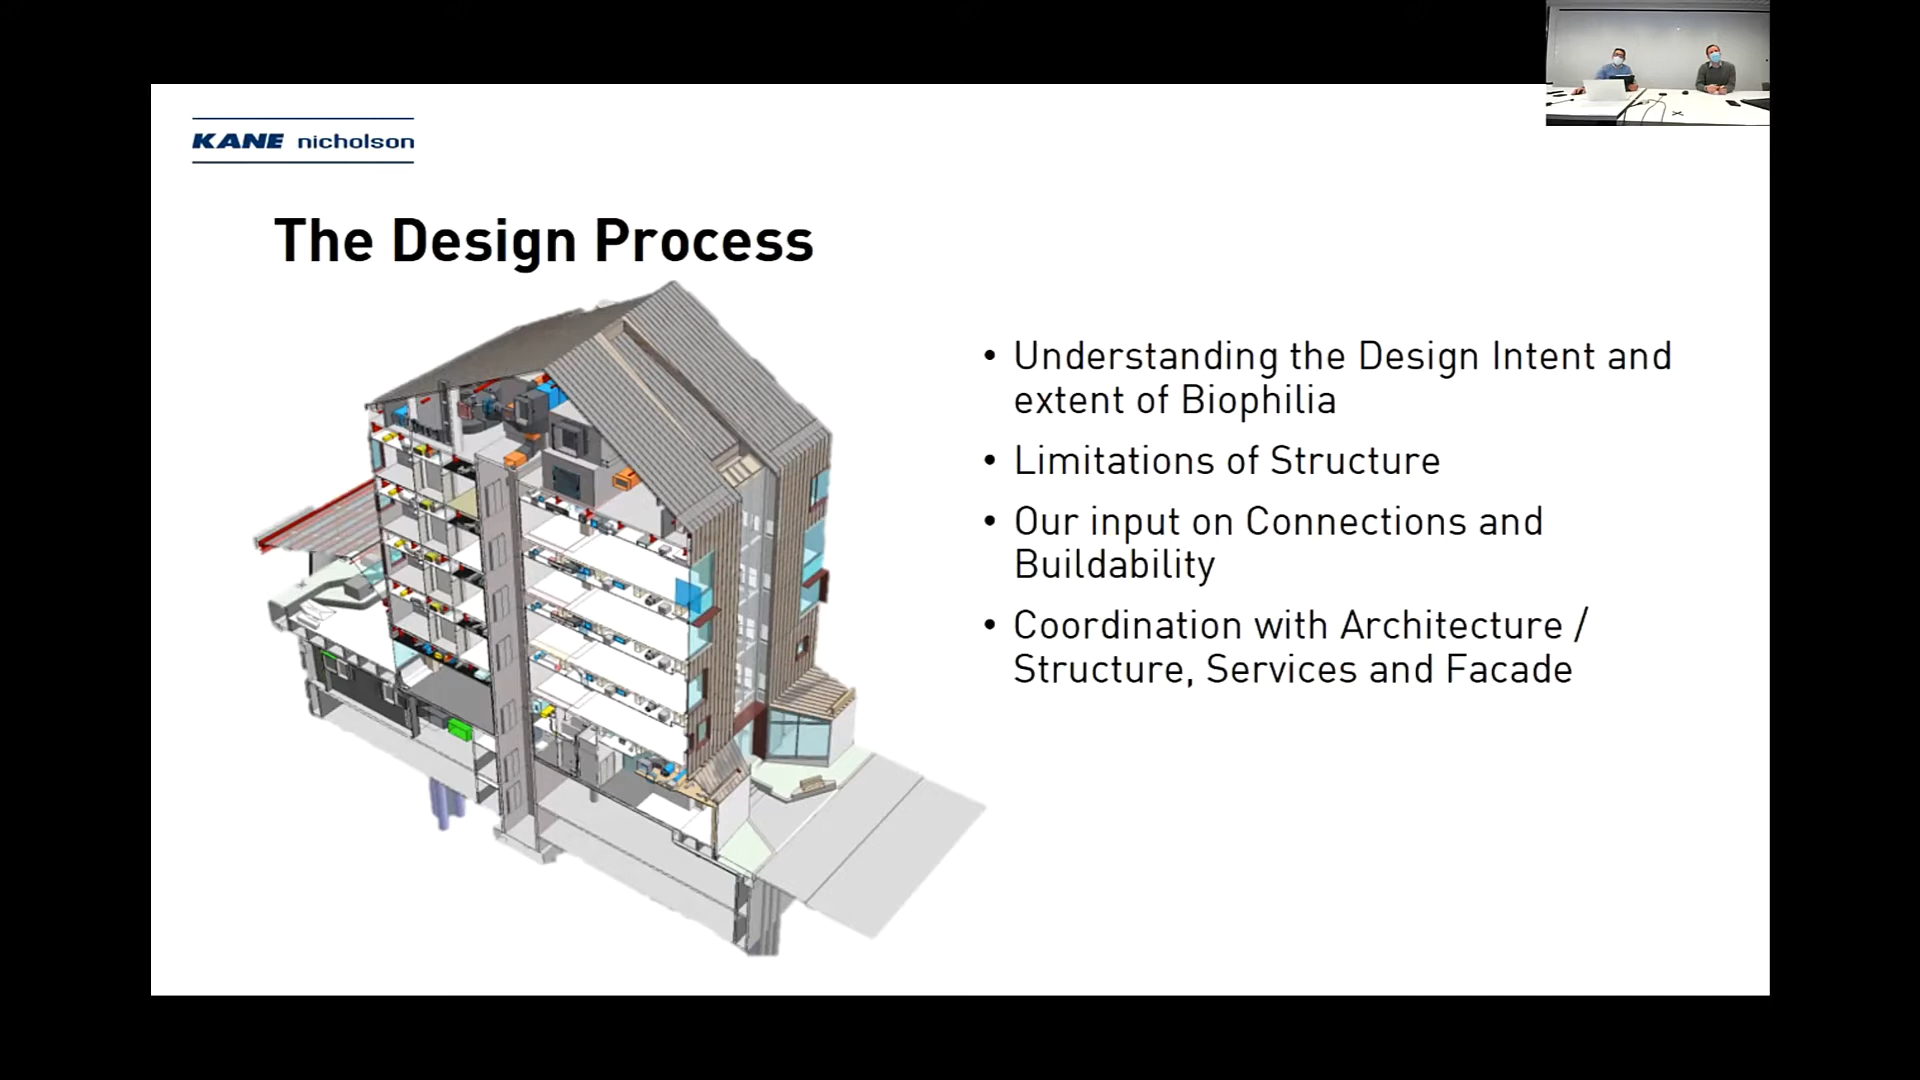 KANE nicholson
The Design Process
• Understanding the Design Intent and
extent of Biophilia
• Limitations of Structure
• Our input on Connections and
Buildability
• Coordination with Architecture /
Structure, Services and Facade